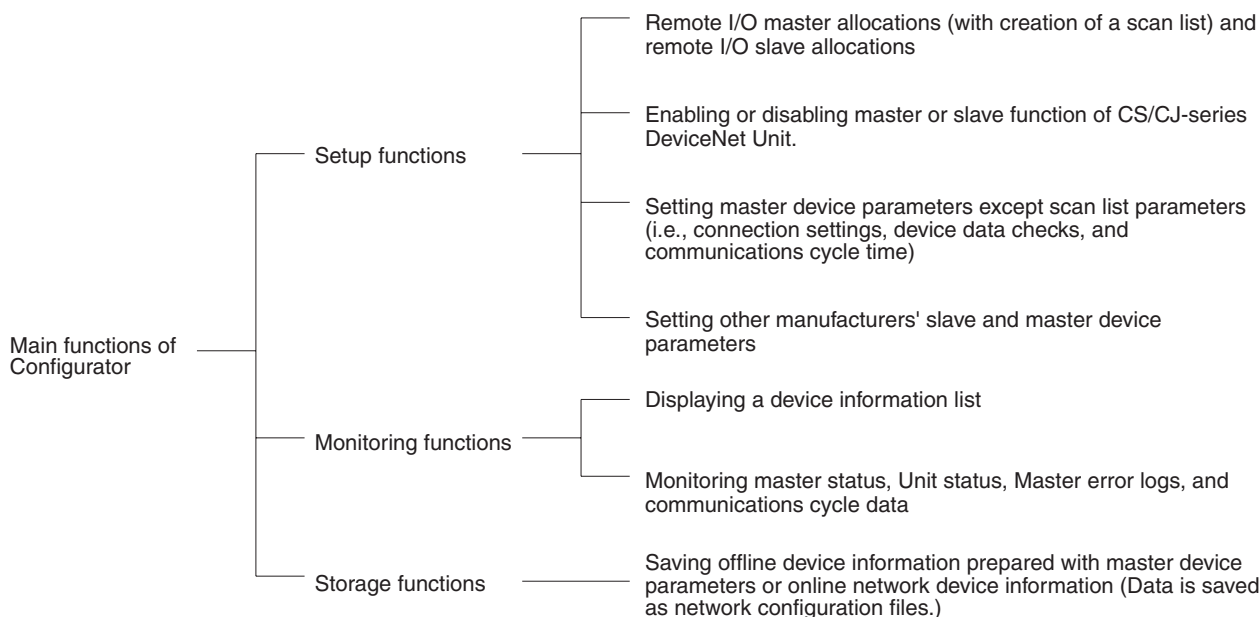 Main functions of
Configurator
Setup functions
Remote I/O master allocations (with creation of a scan list) and
remote I/O slave allocations
Enabling or disabling master or slave function of CS/CJ-series
DeviceNet Unit.
Setting master device parameters except scan list parameters
(i.e., connection settings, device data checks, and
communications cycle time)
Setting other manufacturers' slave and master device
parameters
Monitoring functions
Displaying a device information list
Monitoring master status, Unit status, Master error logs, and
communications cycle data
Storage functions
Saving offline device information prepared with master device
parameters or online network device information (Data is saved
as network configuration files.)